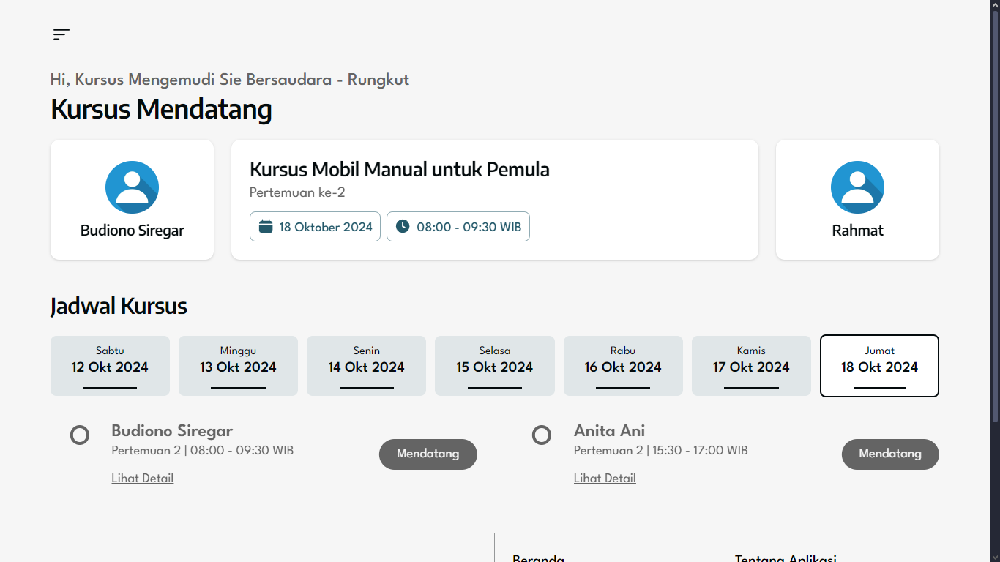 Hi, Kursus Mengemudi Sie Bersaudara - Rungkut
Kursus Mendatang
Budiono Siregar
Kursus Mobil Manual untuk Pemula
Pertemuan ke-2
18 Oktober 2024
08:00 - 09:30 WIB
Rahmat
Jadwal Kursus
Sabtu
12 Okt 2024
Minggu
13 Okt 2024
Senin
14 Okt 2024
Selasa
15 Okt 2024
Rabu
16 Okt 2024
Kamis
17 Okt 2024
Jumat
18 Okt 2024
Budiono Siregar
Pertemuan 2 | 08:00 - 09:30 WIB
Lihat Detail
Mendatang
Anita Ani
Pertemuan 2 | 15:30 - 17:00 WIB
Lihat Detail
Mendatang
Beranda
Tentang Aplikasi